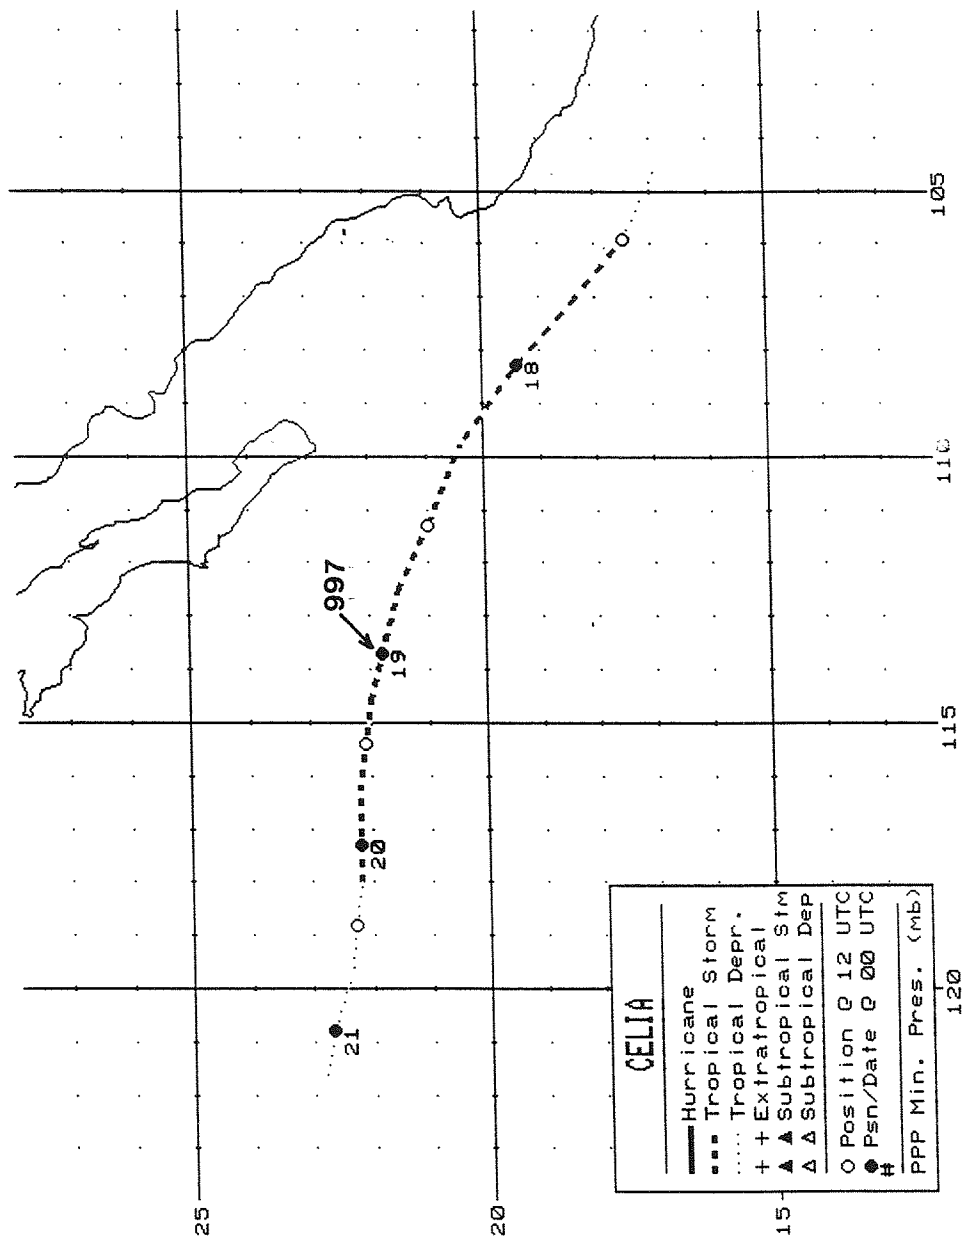 25
20
15
105
110
115
120
18
997
19
20
21
CELIA
Hurricane
Tropical Storm
Tropical Depr.
+ + Extratropical
▲ ▲ Subtropical Stm
△ △ Subtropical Dep
○ Position @ 12 UTC
● Psn/Date @ 00 UTC
#
PPP Min. Pres. (mb)